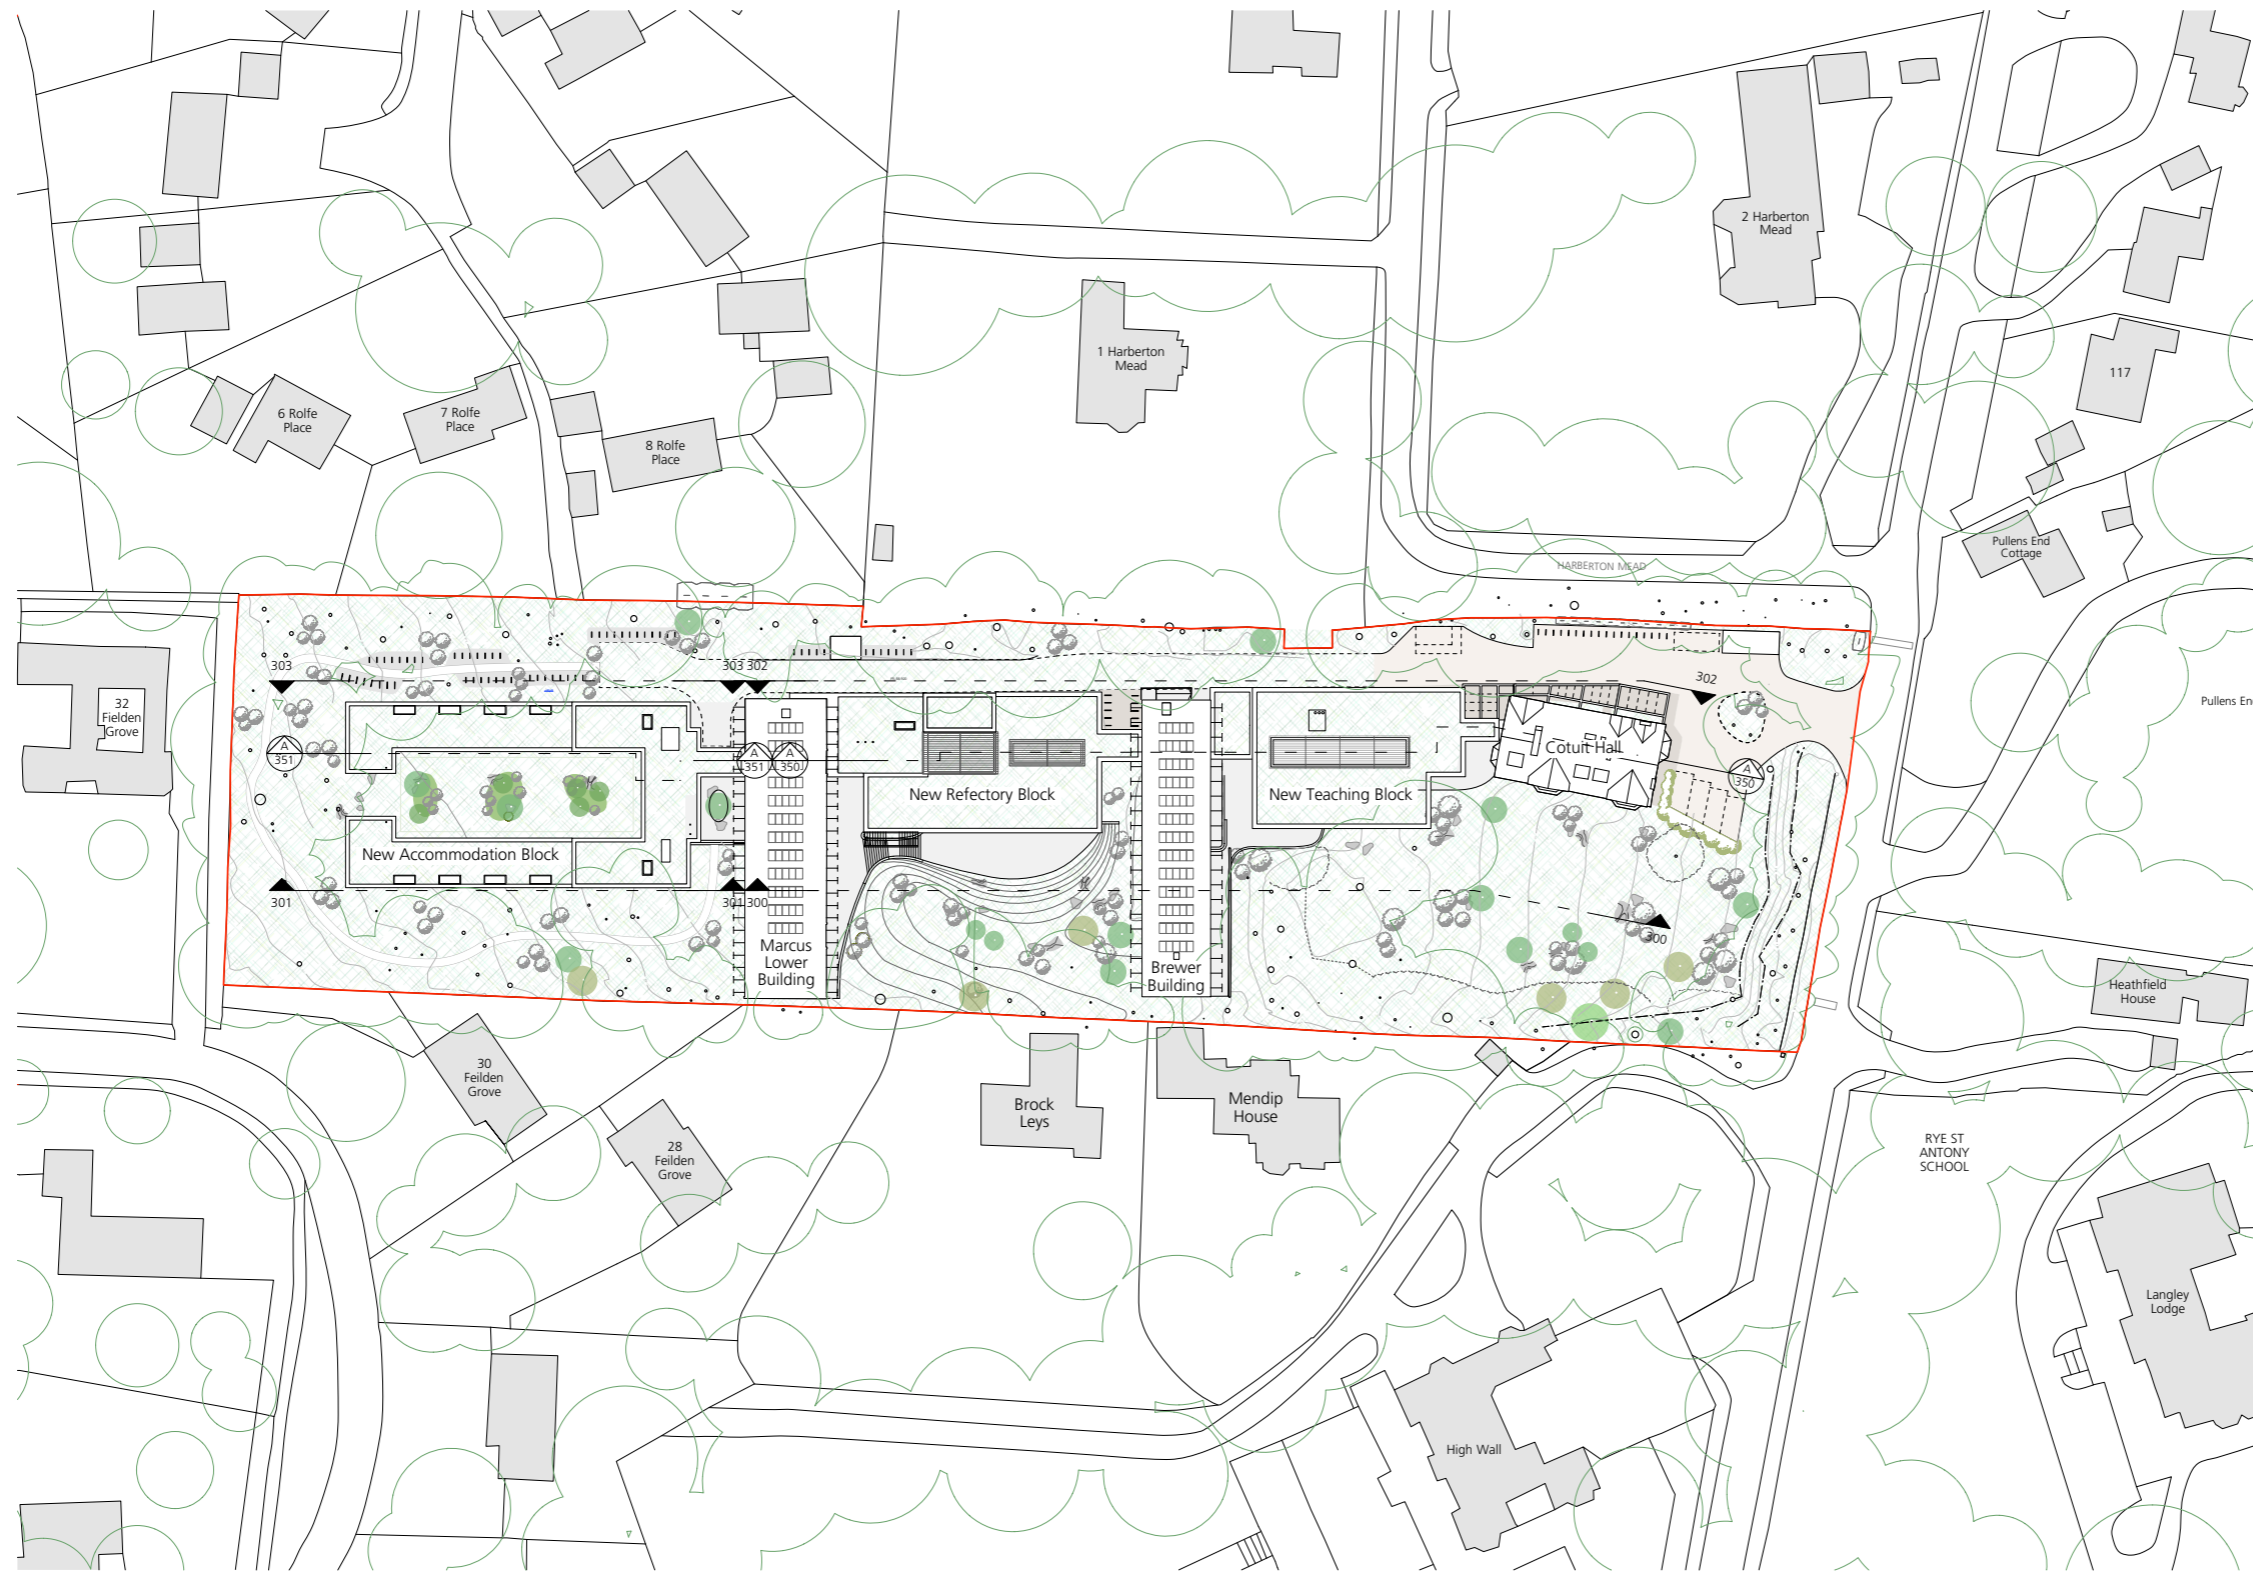 2 Harberton
Mead
1 Harberton
Mead
117
6 Rolfe
Place
7 Rolfe
Place
8 Rolfe
Place
Pullens End
Cottage
HARBERTON MEAD
303
303 302
302
32
Fielden
Grove
Pullens En
A
351
A
351
A
350
Cotuit Hall
A
350
New Refectory Block
New Teaching Block
New Accommodation Block
301
301 300
300
Marcus
Lower
Building
Brewer
Building
Heathfield
House
30
Feilden
Grove
Brock
Leys
Mendip
House
28
Feilden
Grove
RYE ST
ANTONY
SCHOOL
Langley
Lodge
High Wall